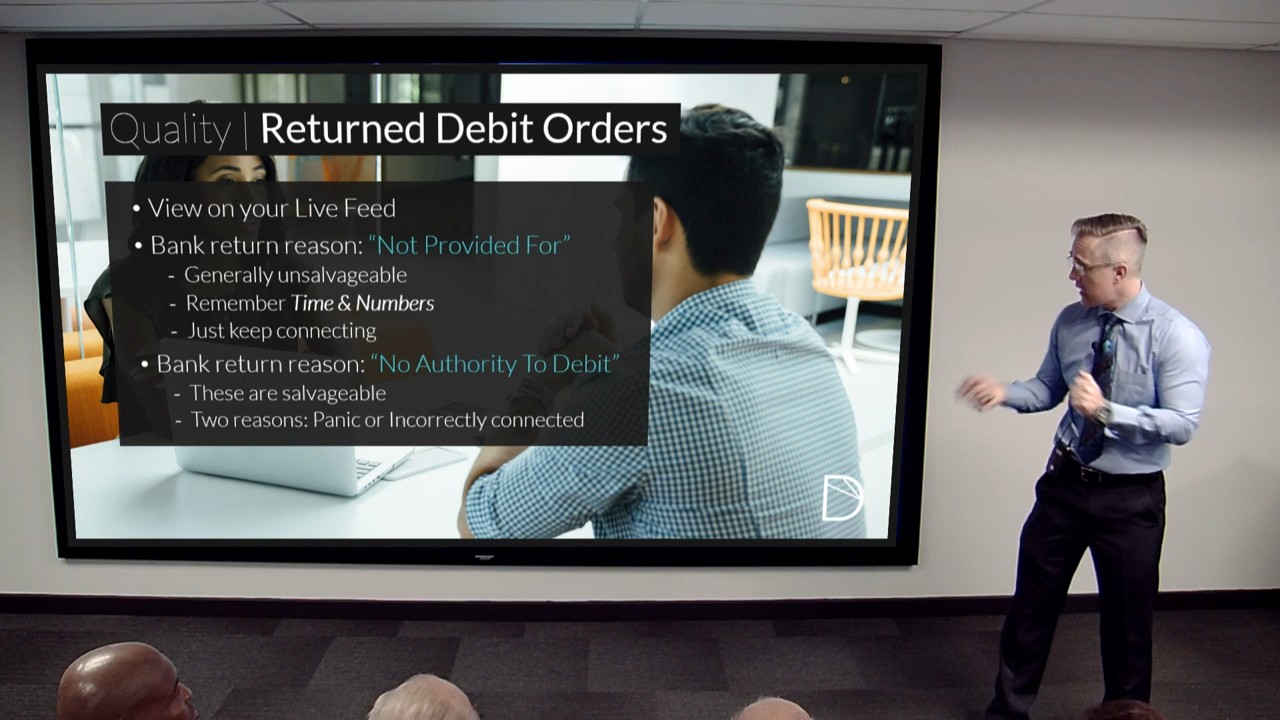 Quality | Returned Debit Orders
• View on your Live Feed
• Bank return reason: “Not Provided For”
- Generally unsalvageable
- Remember Time & Numbers
- Just keep connecting
• Bank return reason: “No Authority To Debit”
- These are salvageable
- Two reasons: Panic or Incorrectly connected